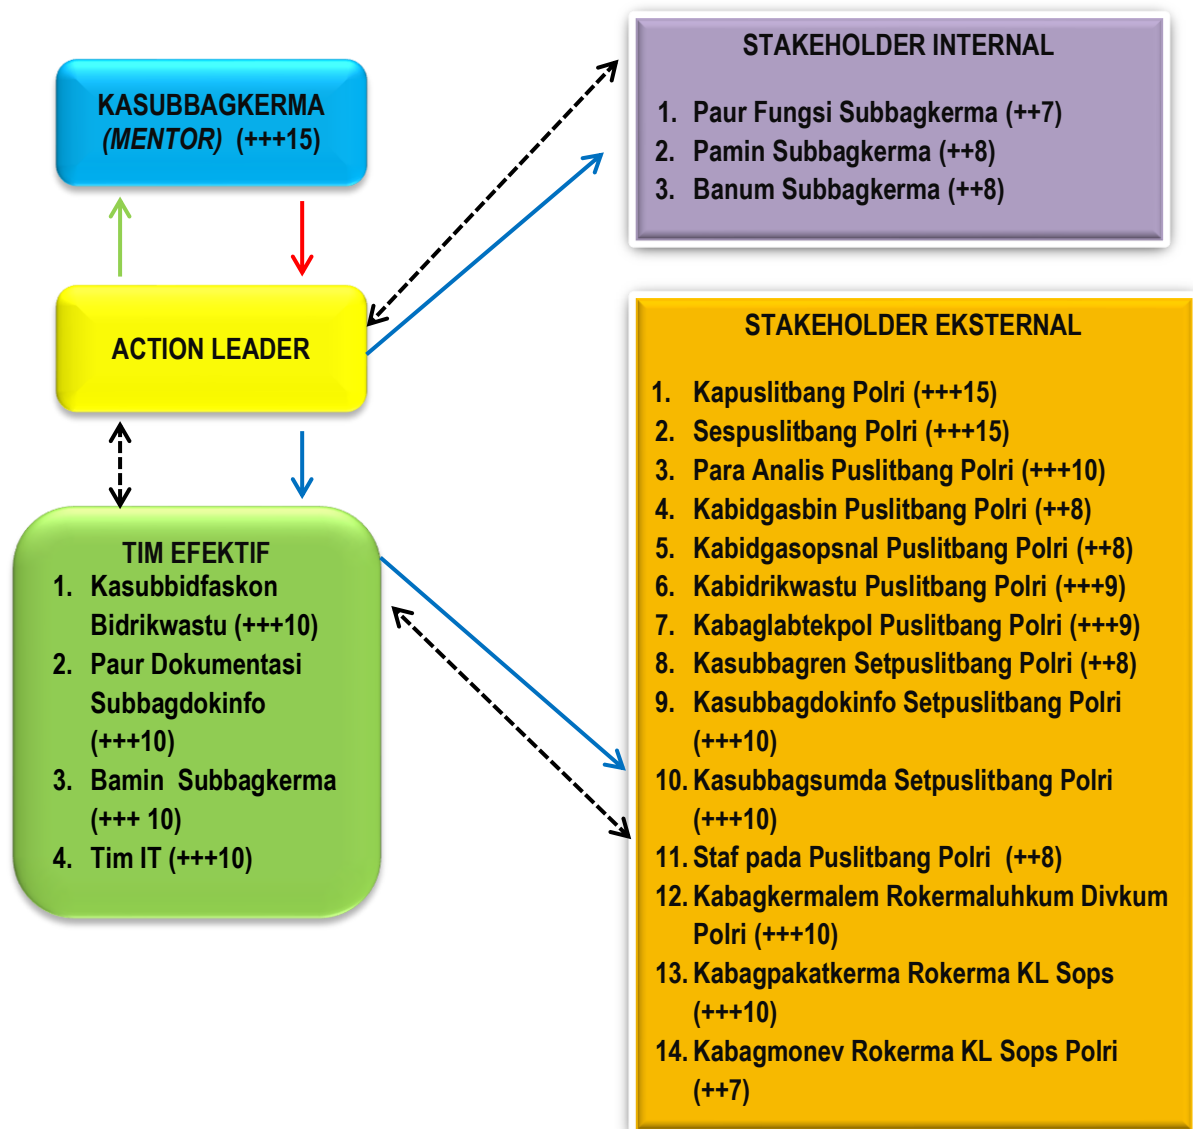 KASUBBAGKERMA
(MENTOR) (+++15)
ACTION LEADER
TIM EFEKTIF
1. Kasubbidfaskon
Bidrikwastu (+++10)
2. Paur Dokumentasi
Subbagdokinfo
(+++10)
3. Bamin Subbagkerma
(+++ 10)
4. Tim IT (+++10)
STAKEHOLDER INTERNAL
1. Paur Fungsi Subbagkerma (++7)
2. Pamin Subbagkerma (++8)
3. Banum Subbagkerma (++8)
STAKEHOLDER EKSTERNAL
1. Kapuslitbang Polri (+++15)
2. Sespuslitbang Polri (+++15)
3. Para Analis Puslitbang Polri (+++10)
4. Kabidgasbin Puslitbang Polri (++8)
5. Kabidgasopsnal Puslitbang Polri (++8)
6. Kabidrikwastu Puslitbang Polri (+++9)
7. Kabaglabtekpol Puslitbang Polri (+++9)
8. Kasubbagren Setpuslitbang Polri (++8)
9. Kasubbagdokinfo Setpuslitbang Polri
(+++10)
10. Kasubbagsumda Setpuslitbang Polri
(+++10)
11. Staf pada Puslitbang Polri (++8)
12. Kabagkermalem Rokermaluhkum Divkum
Polri (+++10)
13. Kabagpakatkerma Rokerma KL Sops
(+++10)
14. Kabagmonev Rokerma KL Sops Polri
(++7)